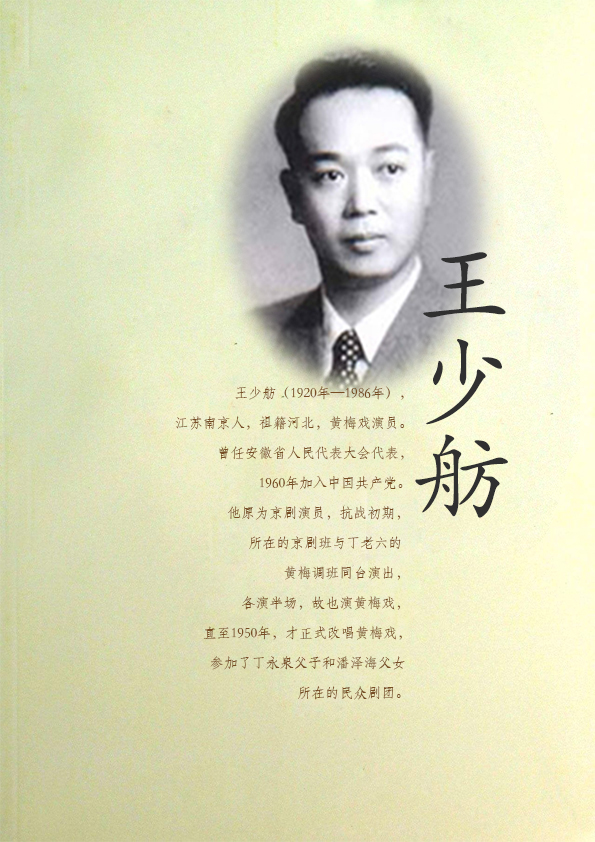 王少舫
王少舫 .（1920年—1986年），
江苏南京人，祖籍河北，黄梅戏演员。
曾任安徽省人民代表大会代表，
1960年加入中国共产党。
他原为京剧演员，抗战初期，
所在的京剧班与丁老六的
黄梅调班同台演出，
各演半场，故也演黄梅戏，
直至1950年，才正式改唱黄梅戏，
参加了丁永泉父子和潘泽海父女
所在的民众剧团。